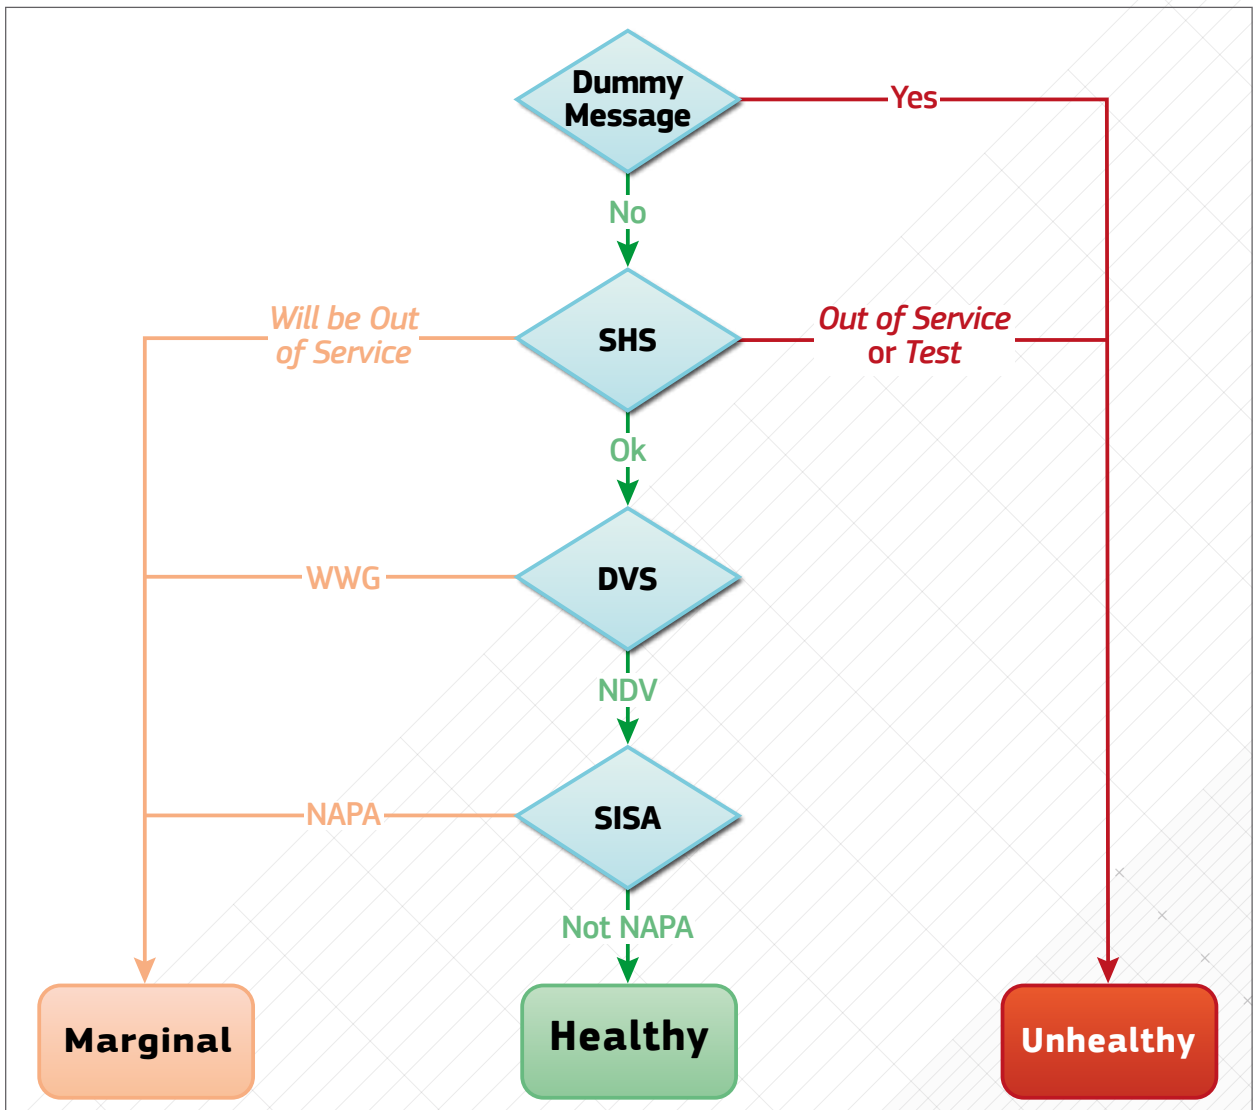 Dummy
Message
Yes
No
Will be Out
of Service
SHS
Out of Service
or Test
Ok
WWG
DVS
NDV
NAPA
SISA
Not NAPA
Marginal
Healthy
Unhealthy